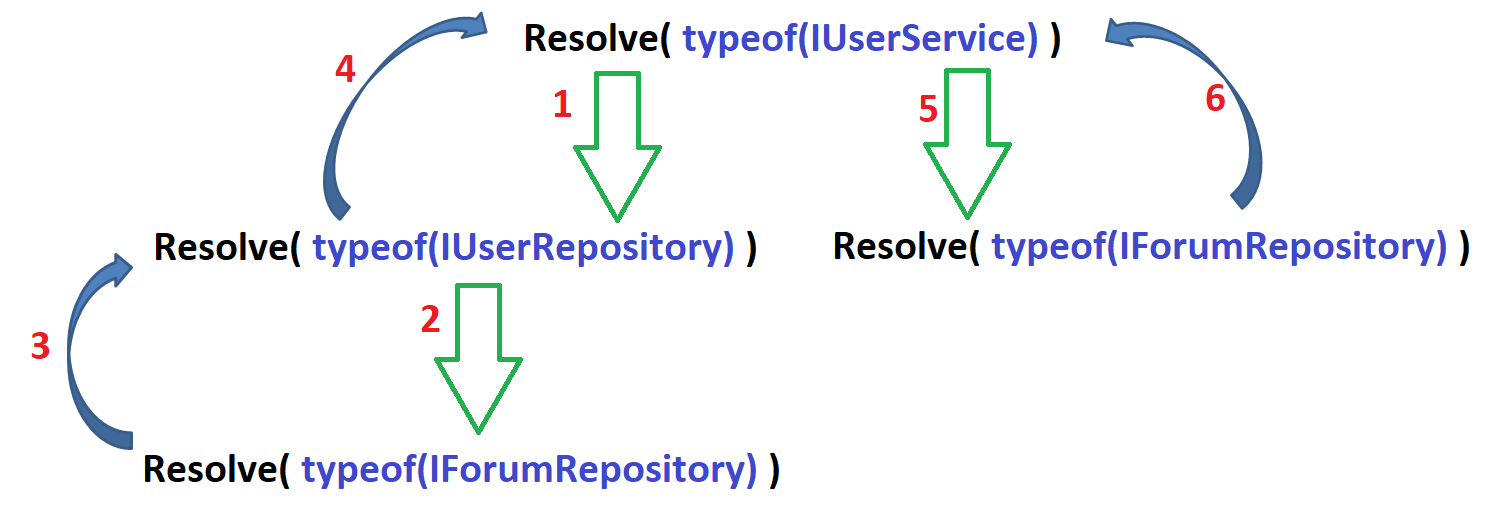 4
Resolve( typeof(IUserService) )
1
5
6
Resolve( typeof(IUserRepository) )
Resolve( typeof(IForumRepository) )
3
2
Resolve( typeof(IForumRepository) )